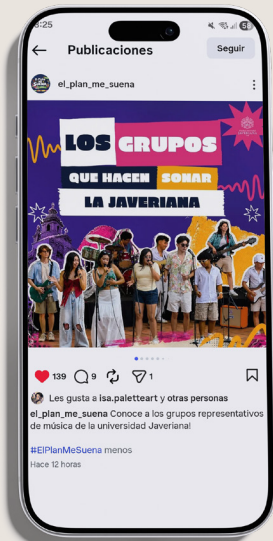 :25
Publicaciones
Seguir
el_plan_me_suena
LOS GRUPOS
QUE HACEN SONAR
LA JAVERIANA
139 9 1
Les gusta a isa.paletteart y otras personas
el_plan_me_suena Conoce a los grupos representativos
de música de la universidad Javeriana!
#ElPlanMeSuena menos
Hace 12 horas